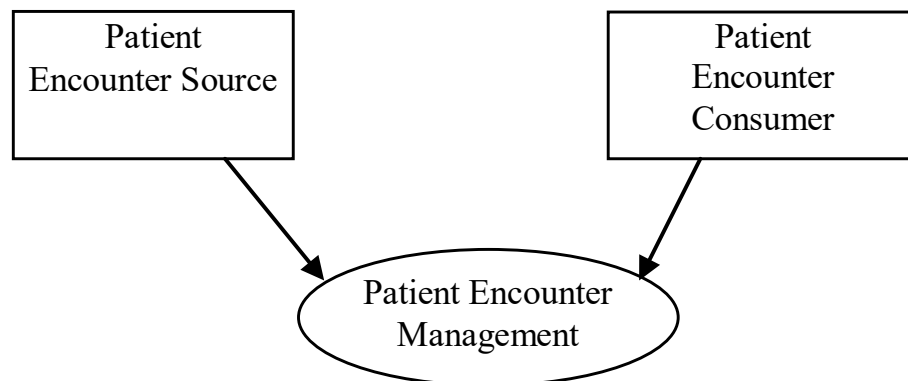 Patient
Encounter Source
Patient
Encounter
Consumer
Patient Encounter
Management